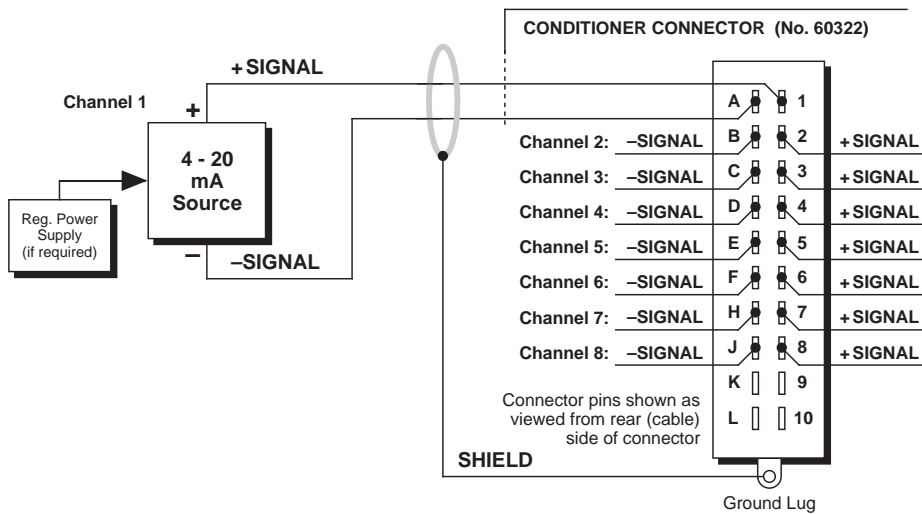 CONDITIONER CONNECTOR (No. 60322)
+ SIGNAL
Channel 1
+
4 - 20
mA
Source
Reg. Power
Supply
(if required)
–
–SIGNAL
A 1
Channel 2: –SIGNAL B 2 + SIGNAL
Channel 3: –SIGNAL C 3 + SIGNAL
Channel 4: –SIGNAL D 4 + SIGNAL
Channel 5: –SIGNAL E 5 + SIGNAL
Channel 6: –SIGNAL F 6 + SIGNAL
Channel 7: –SIGNAL H 7 + SIGNAL
Channel 8: –SIGNAL J 8 + SIGNAL
K 9
L 10
Connector pins shown as
viewed from rear (cable)
side of connector
SHIELD
Ground Lug